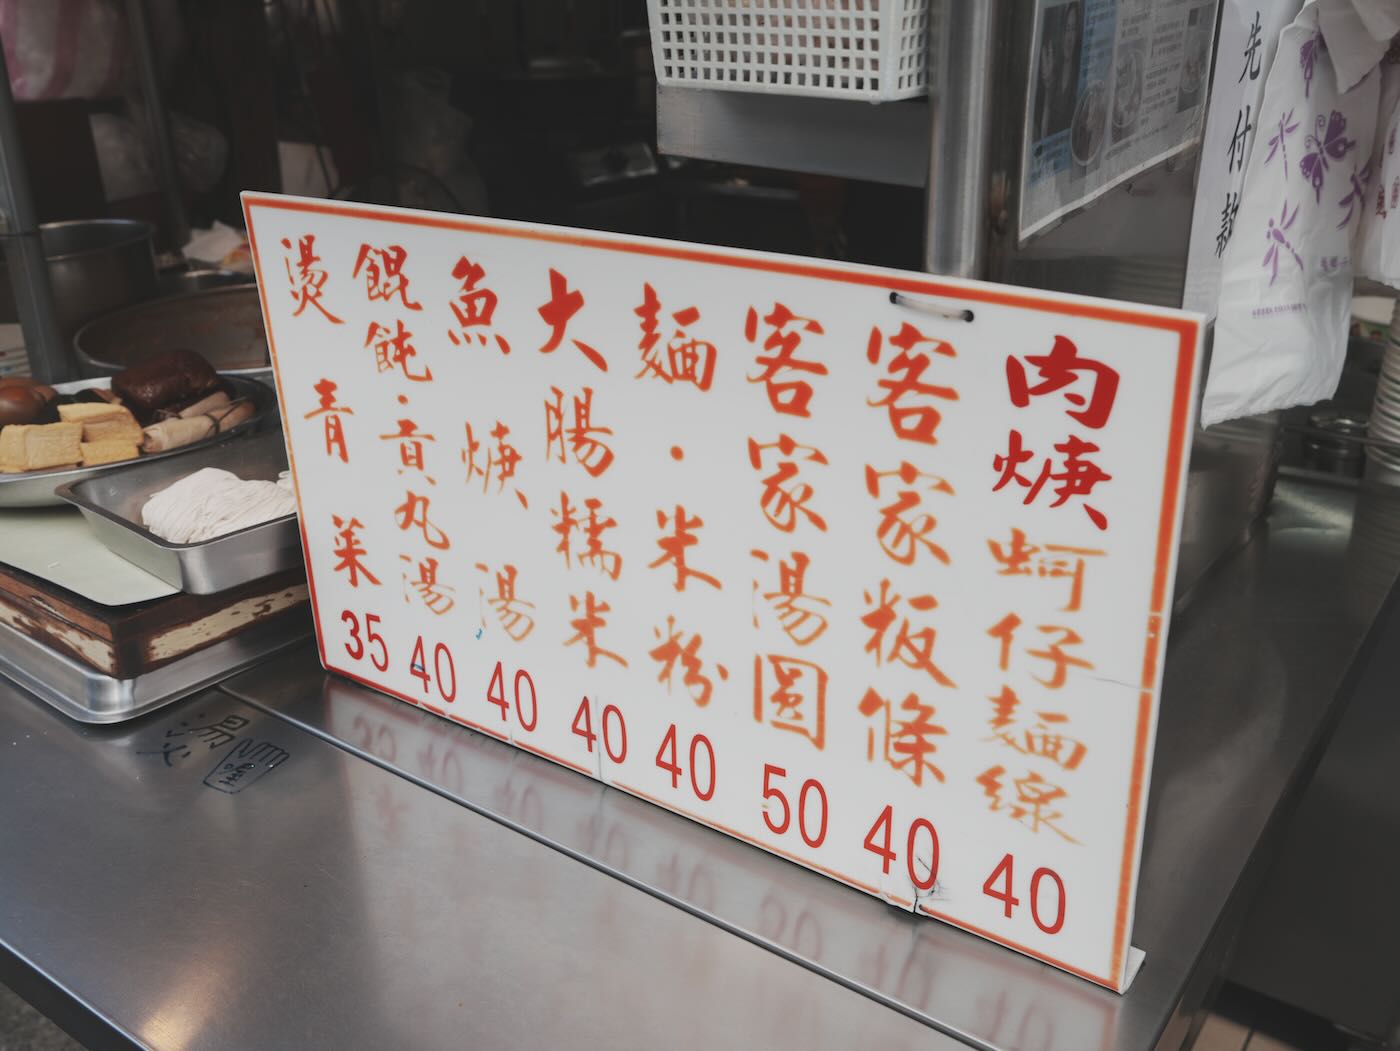 先付款
肉焿蚵仔麵線 40
客家粄條 40
客家湯圓 50
麵・米粉 40
大腸糯米 40
魚焿湯 40
餛飩・貢丸湯 40
燙青菜 35